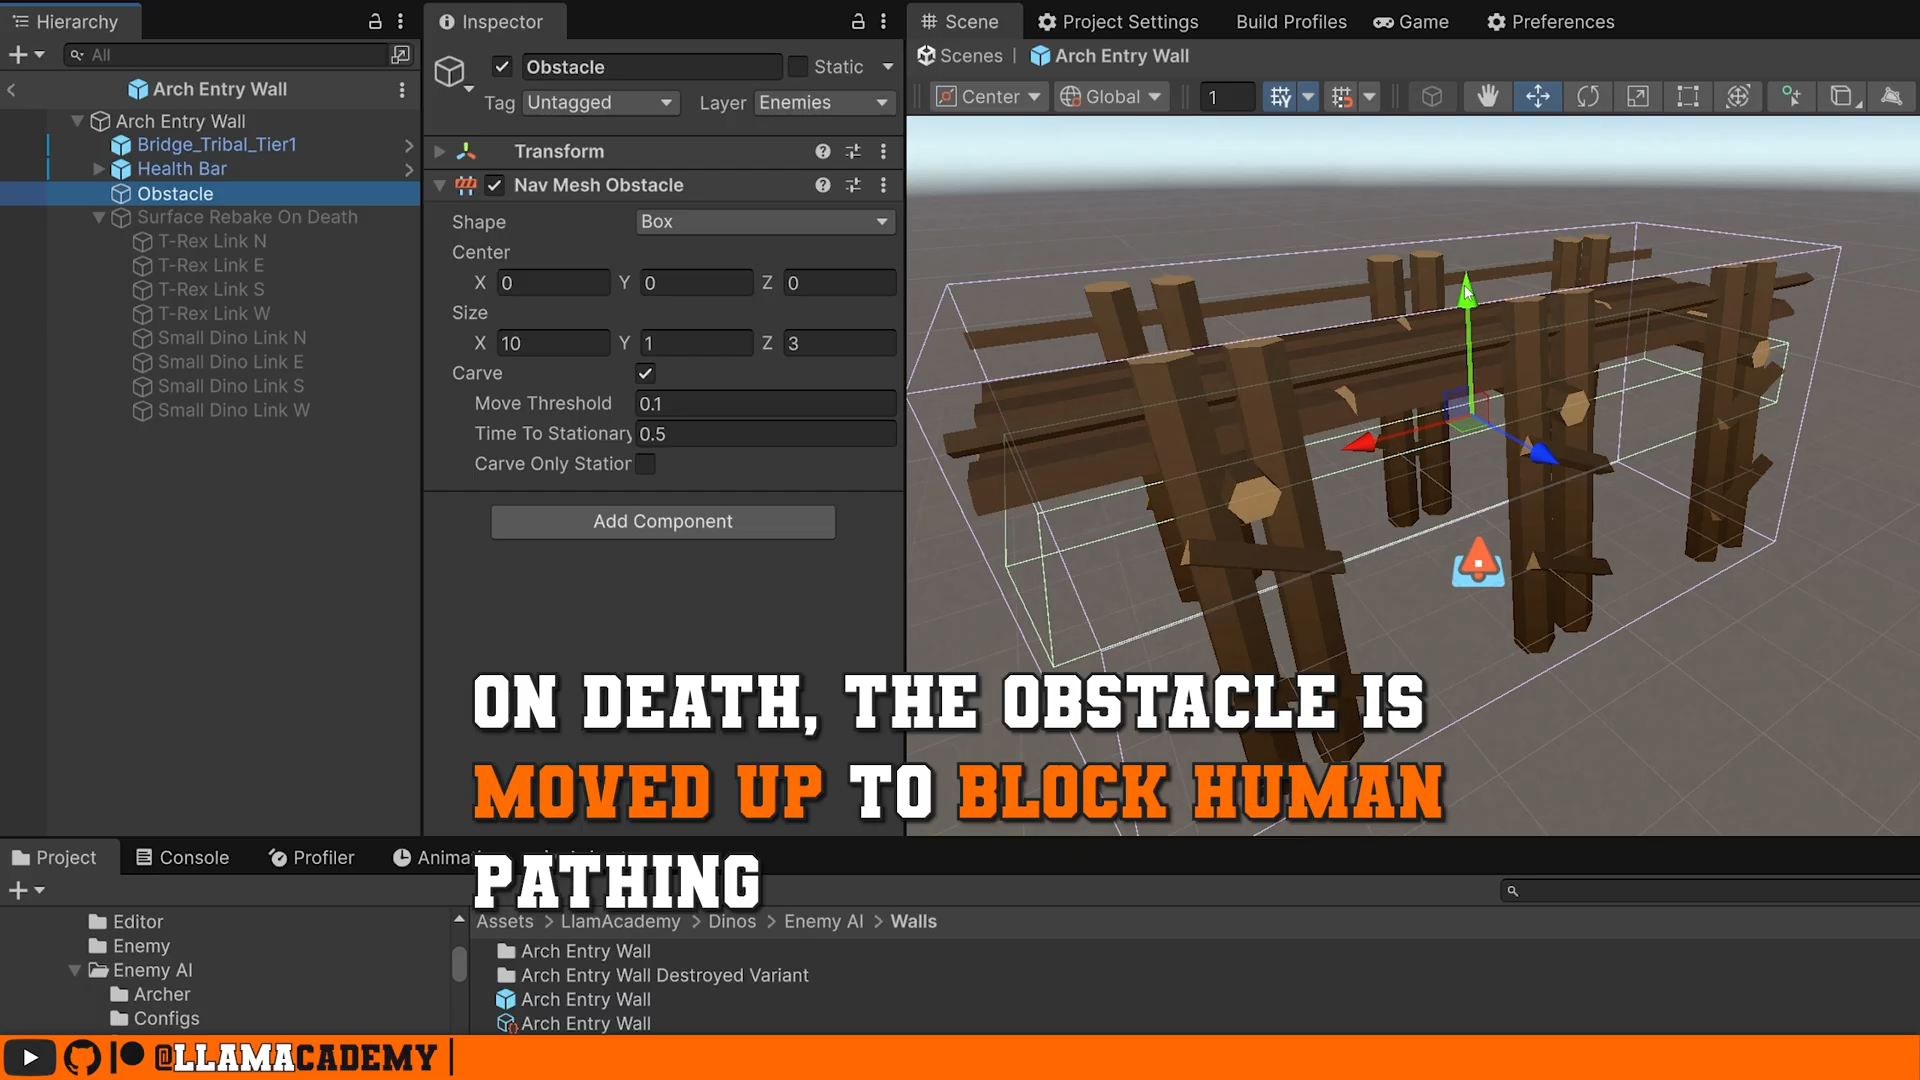 Hierarchy
All
Arch Entry Wall
Arch Entry Wall
Bridge_Tribal_Tier1
Health Bar
Obstacle
Surface Rebake On Death
T-Rex Link N
T-Rex Link E
T-Rex Link S
T-Rex Link W
Small Dino Link N
Small Dino Link E
Small Dino Link S
Small Dino Link W
Inspector
Obstacle
Static
Tag Untagged Layer Enemies
Transform
Nav Mesh Obstacle
Shape Box
Center
X 0 Y 0 Z 0
Size
X 10 Y 1 Z 3
Carve
Move Threshold 0.1
Time To Stationary 0.5
Carve Only Station
Add Component
Scene Project Settings Build Profiles Game Preferences
Scenes | Arch Entry Wall
Center Global 1
ON DEATH, THE OBSTACLE IS
MOVED UP TO BLOCK HUMAN
PATHING
Project Console Profiler
Editor
Enemy
Enemy AI
Archer
Configs
Assets > LlamAcademy > Dinos > Enemy AI > Walls
Arch Entry Wall
Arch Entry Wall Destroyed Variant
Arch Entry Wall
Arch Entry Wall
@LLAMACADEMY